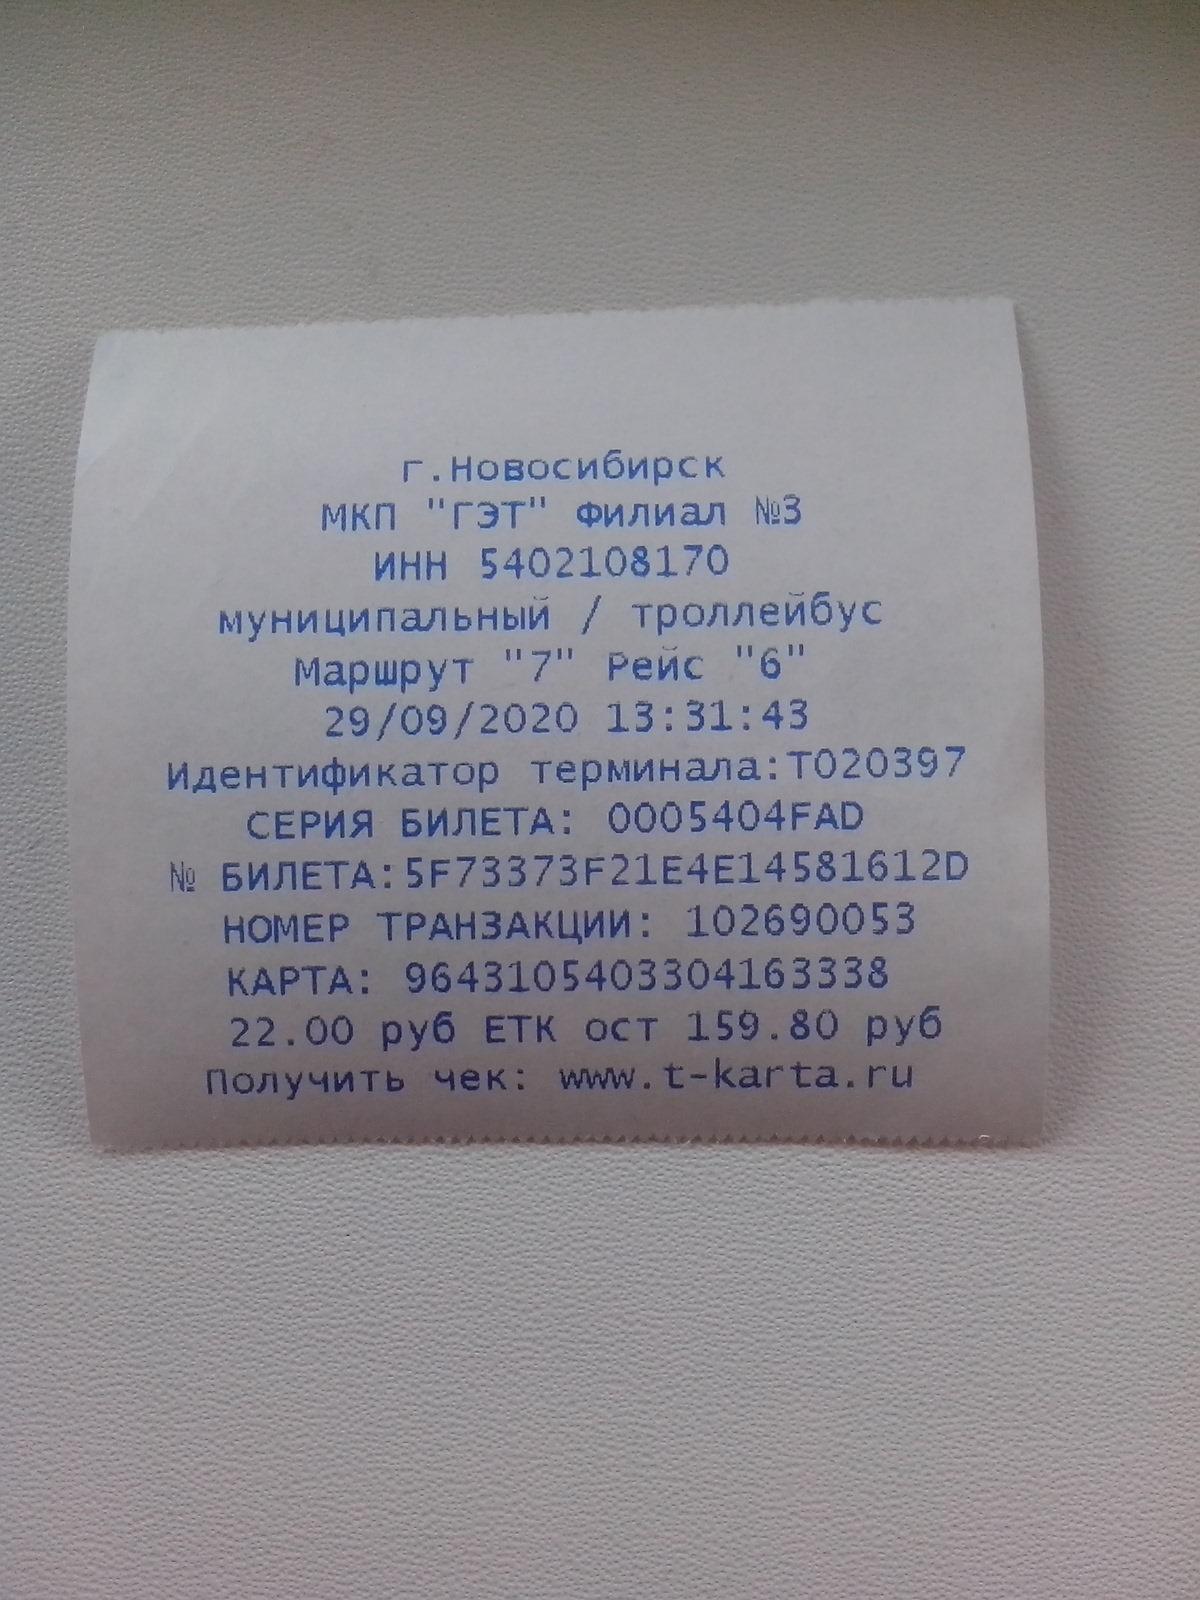 г.Новосибирск
МКП "ГЭТ" Филиал №3
ИНН 5402108170
муниципальный / троллейбус
Маршрут "7" Рейс "6"
29/09/2020 13:31:43
Идентификатор терминала:T020397
СЕРИЯ БИЛЕТА: 0005404FAD
№ БИЛЕТА:5F73373F21E4E14581612D
НОМЕР ТРАНЗАКЦИИ: 102690053
КАРТА: 9643105403304163338
22.00 руб ЕТК ост 159.80 руб
Получить чек: www.t-karta.ru